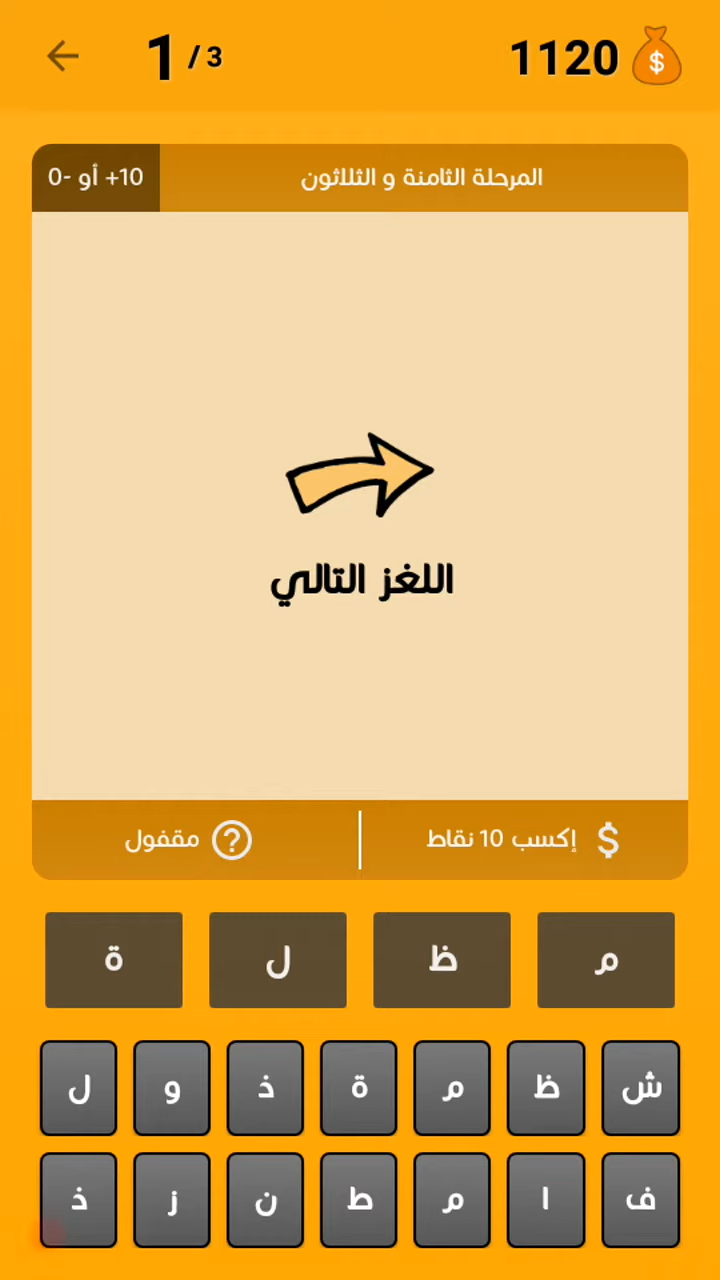 1 / 3
1120
المرحلة الثامنة و الثلاثون
10+ أو -0
اللغز التالي
إكسب 10 نقاط
مقفول
م ظ ل ة
ش ظ م ة ذ و ل
ف ا م ط ن ز ذ